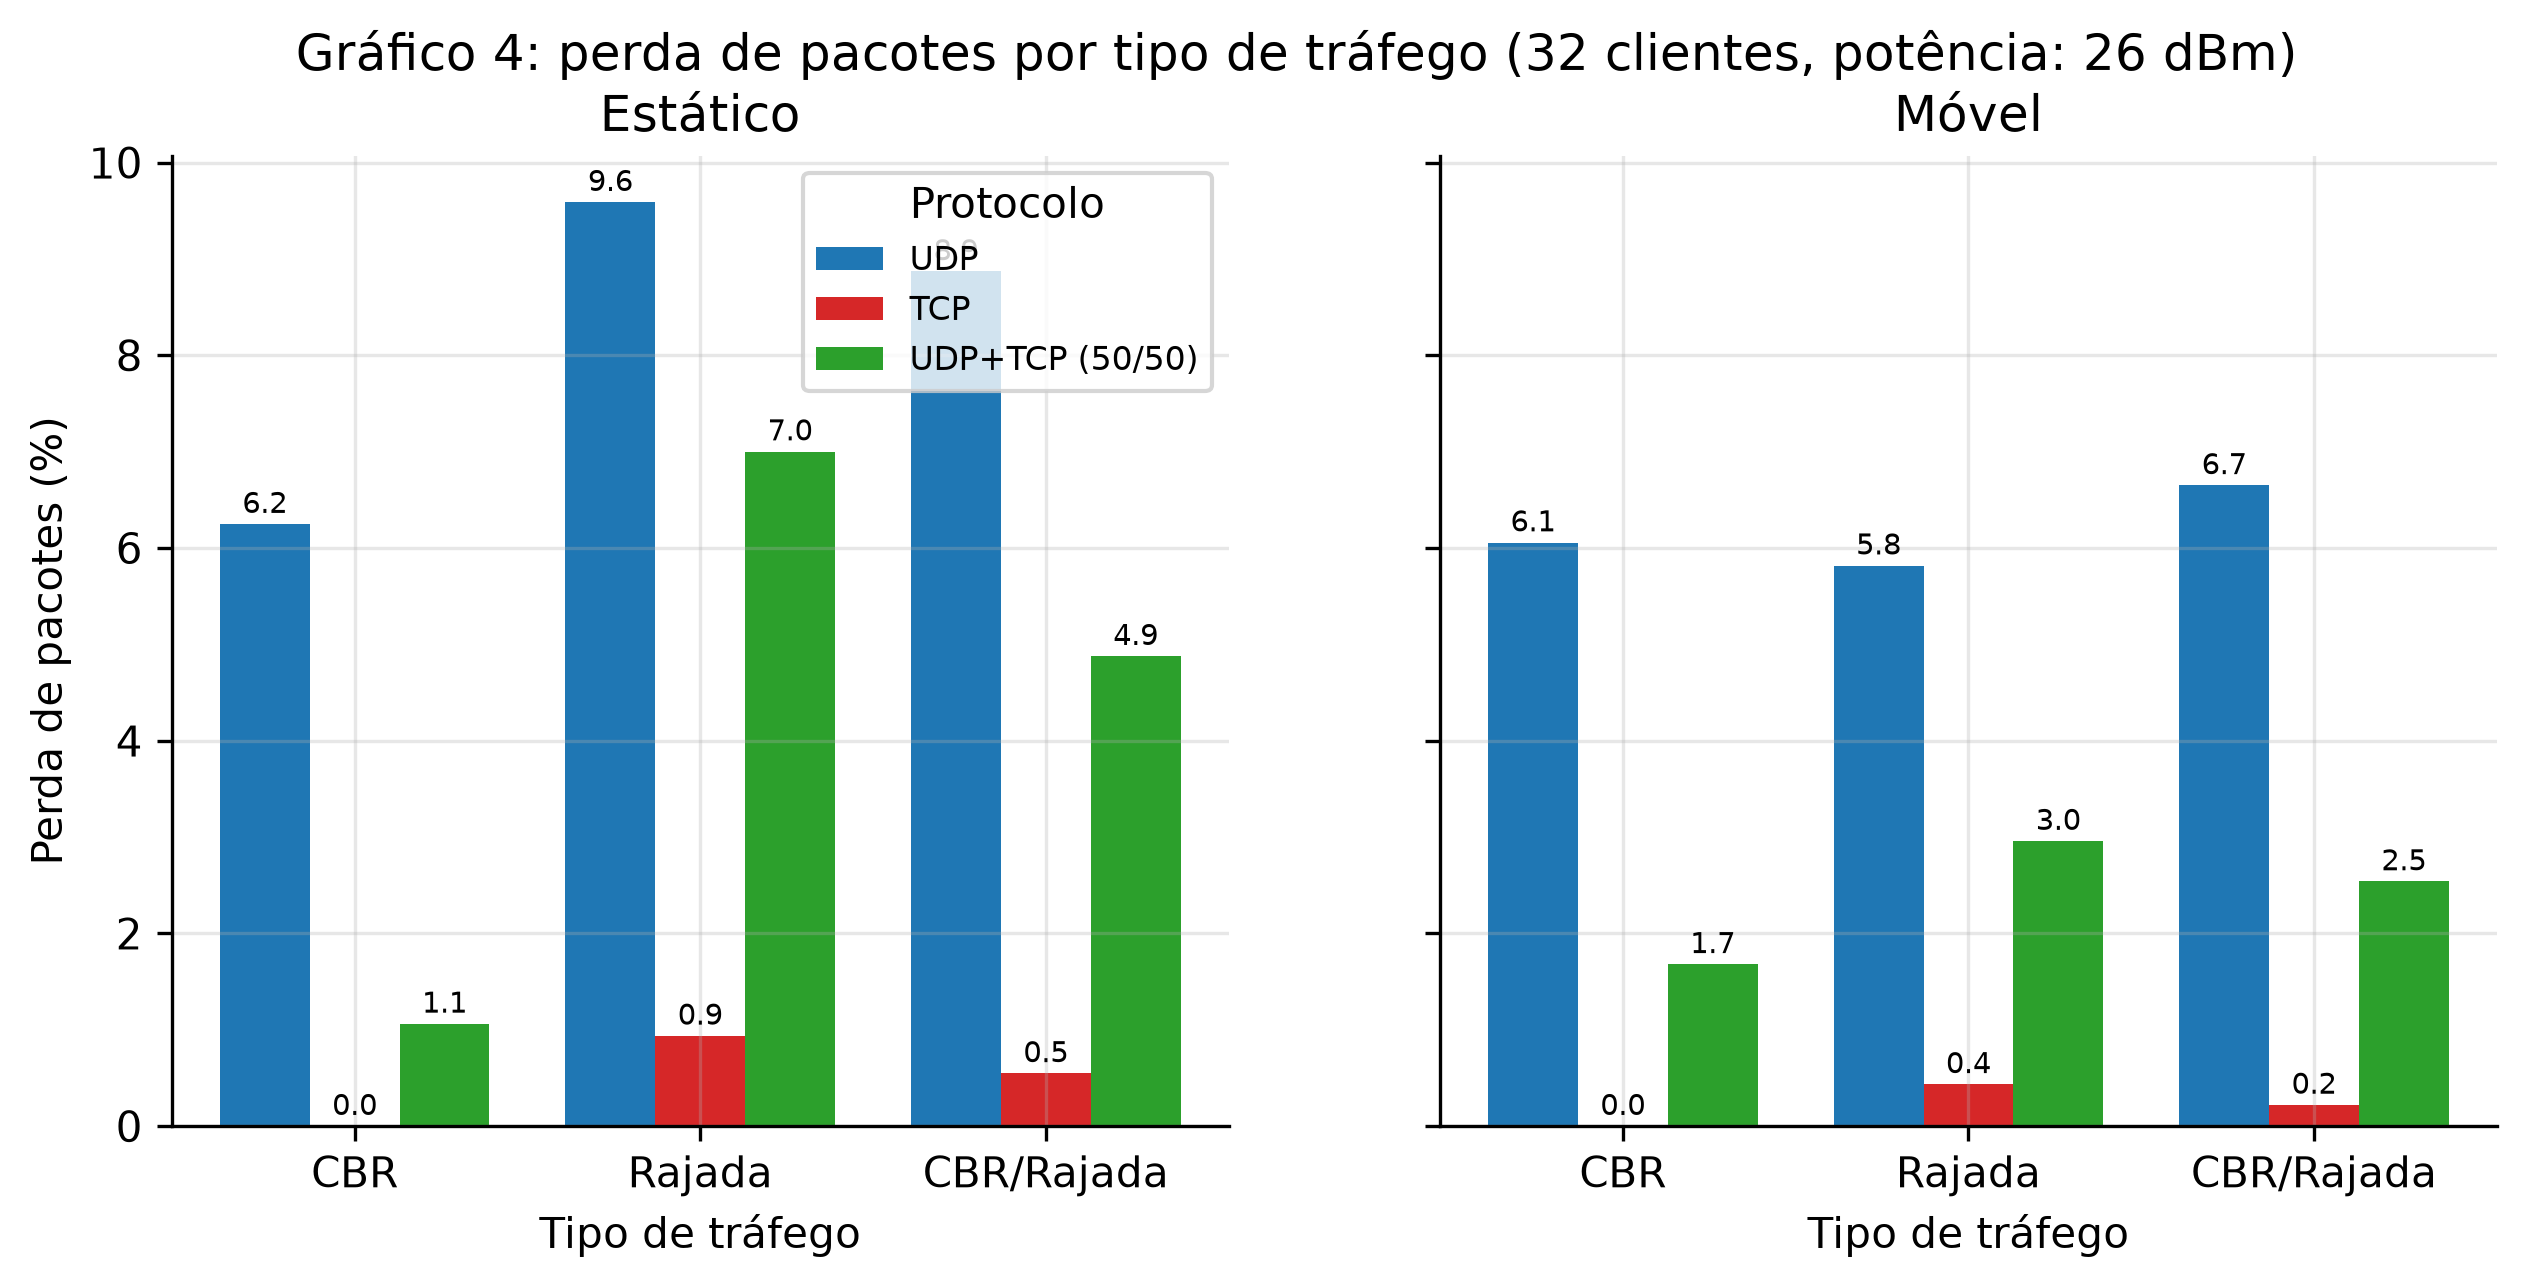 Gráfico 4: perda de pacotes por tipo de tráfego (32 clientes, potência: 26 dBm)
Estático
Perda de pacotes (%)
10
8
6
4
2
0
6.2
0.0
1.1
9.6
0.9
7.0
8.9
0.5
4.9
Protocolo
UDP
TCP
UDP+TCP (50/50)
CBR
Rajada
CBR/Rajada
Tipo de tráfego
Móvel
6.1
0.0
1.7
5.8
0.4
3.0
6.7
0.2
2.5
CBR
Rajada
CBR/Rajada
Tipo de tráfego